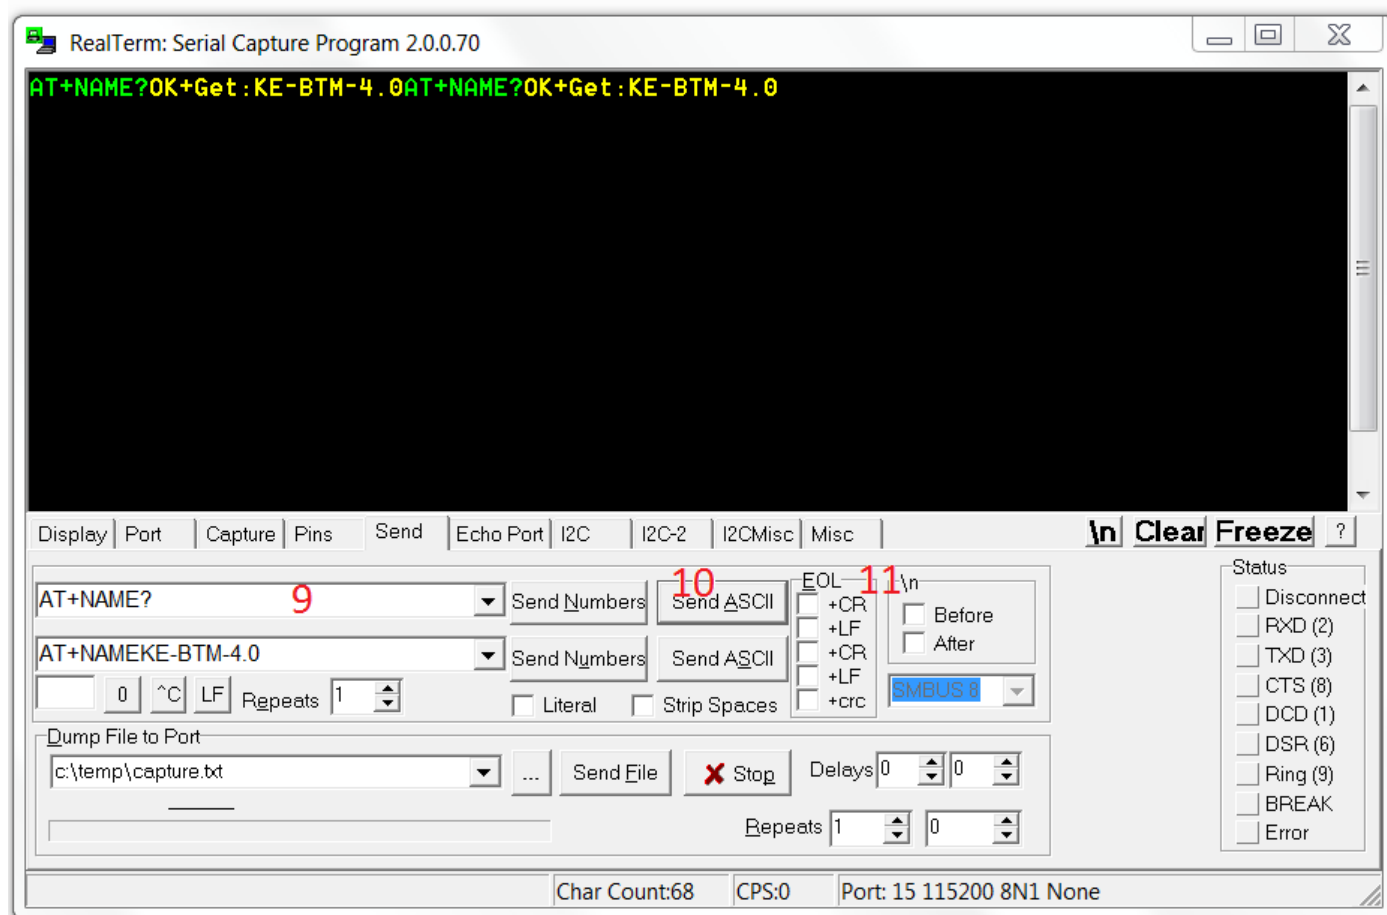 RealTerm: Serial Capture Program 2.0.0.70
AT+NAME?OK+Get:KE-BTM-4.0AT+NAME?OK+Get:KE-BTM-4.0
Display Port Capture Pins Send Echo Port I2C I2C-2 I2CMisc Misc \n Clear Freeze ?
EOL 11 \n Status
AT+NAME? 9 Send Numbers 10 Send ASCII +CR Before Disconnect
+LF After RXD (2)
AT+NAMEKE-BTM-4.0 Send Numbers Send ASCII +CR TXD (3)
+LF SMBUS 8 CTS (8)
0 ^C LF Repeats 1 Literal Strip Spaces +crc DCD (1)
Dump File to Port DSR (6)
c:\temp\capture.txt ... Send File Stop Delays 0 0 Ring (9)
BREAK
Repeats 1 0 Error
Char Count:68 CPS:0 Port: 15 115200 8N1 None